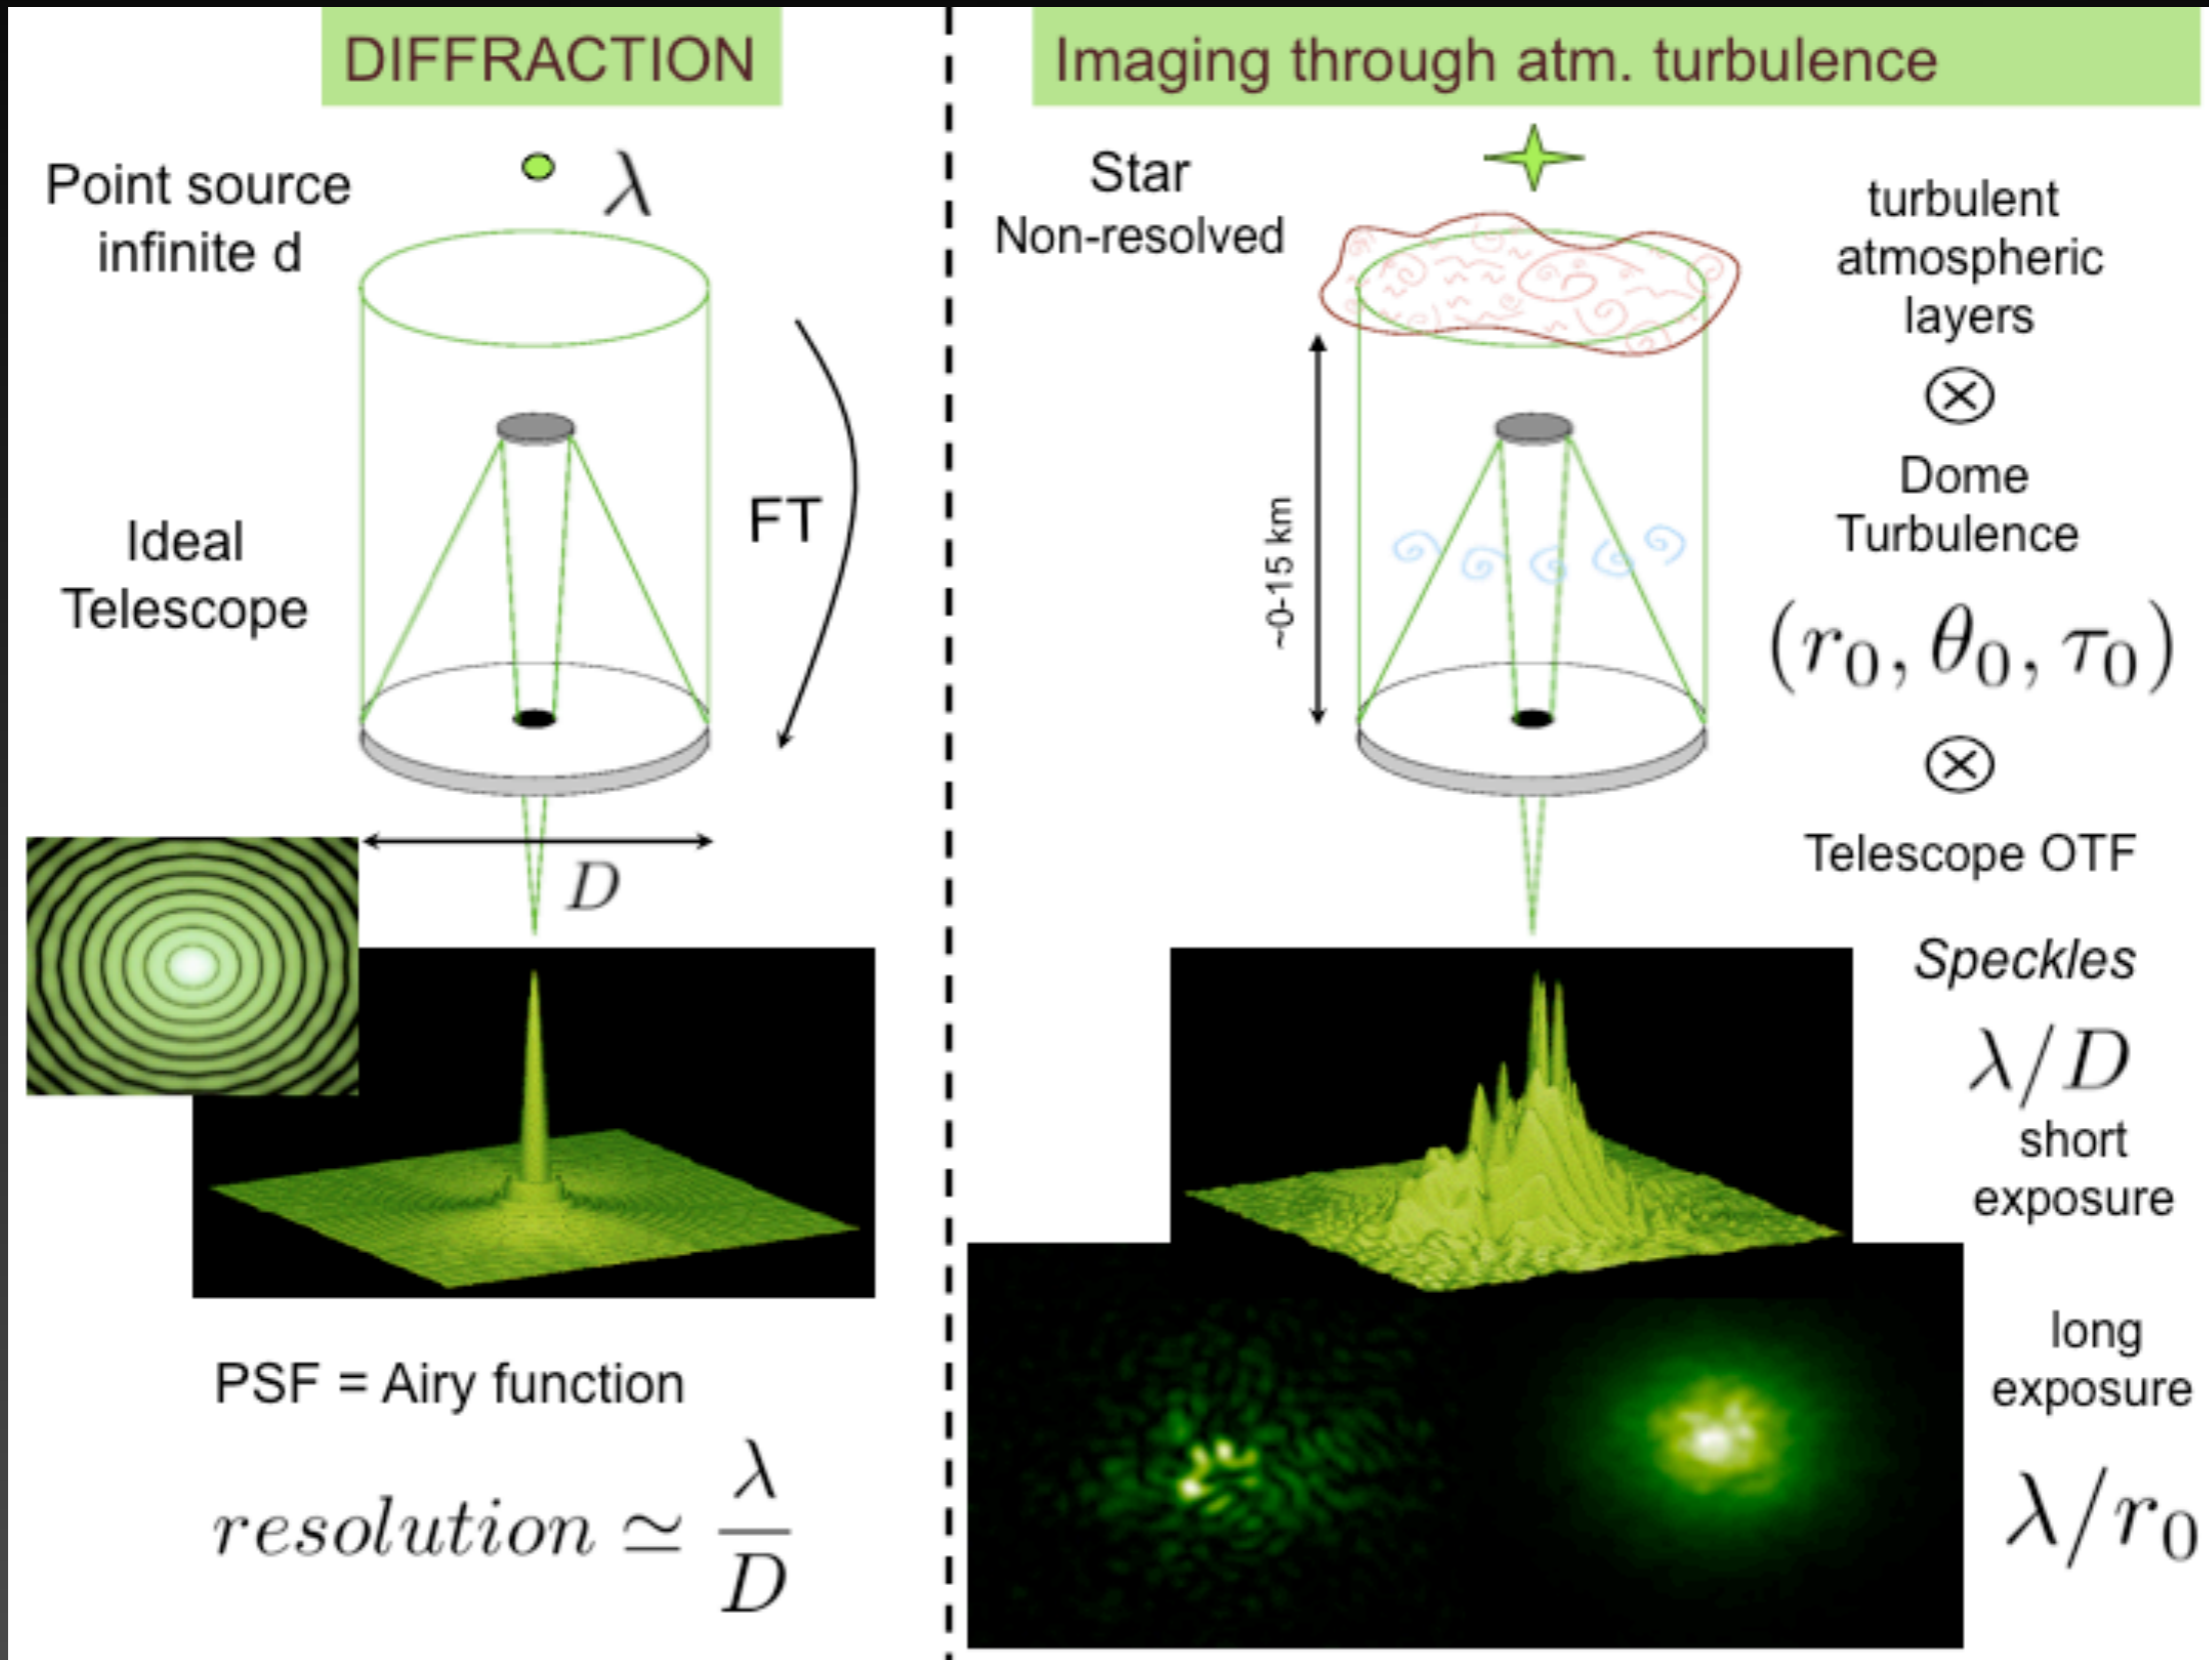 DIFFRACTION
Point source
infinite d
λ
Ideal
Telescope
FT
D
PSF = Airy function
resolution ≃ λ/D
Imaging through atm. turbulence
Star
Non-resolved
turbulent
atmospheric
layers
⊗
Dome
Turbulence
~0-15 km
(r₀, θ₀, τ₀)
⊗
Telescope OTF
Speckles
λ/D
short
exposure
long
exposure
λ/r₀